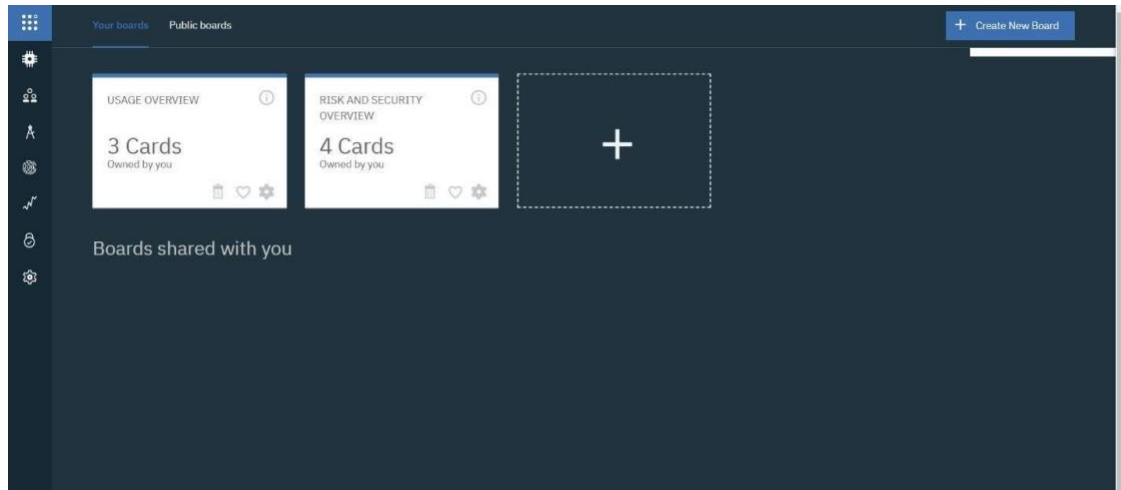 Your boards
Public boards
+ Create New Board
USAGE OVERVIEW
3 Cards
Owned by you
RISK AND SECURITY
OVERVIEW
4 Cards
Owned by you
Boards shared with you